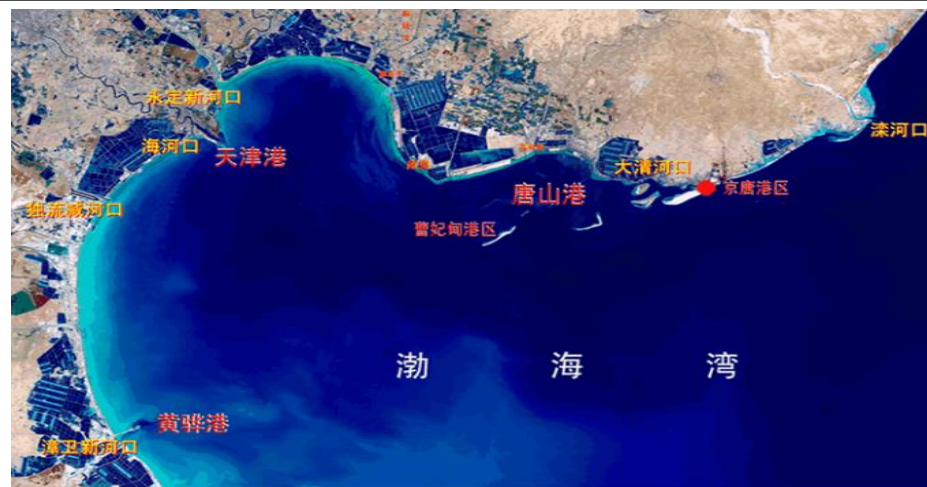 永定新河口
海河口
天津港
滦河口
大清河口
京唐港区
唐山港
独流减河口
曹妃甸港区
渤海湾
黄骅港
漳卫新河口